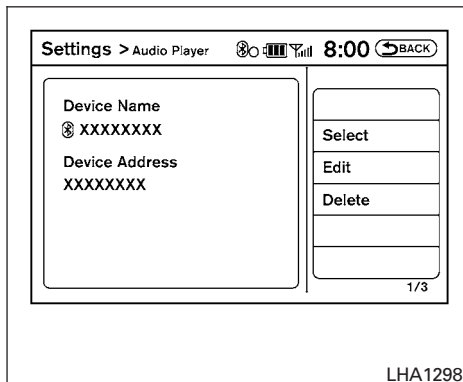 Settings > Audio Player 8:00 BACK
Device Name
XXXXXXXX
Device Address
XXXXXXXX
Select
Edit
Delete
1/3
LHA1298